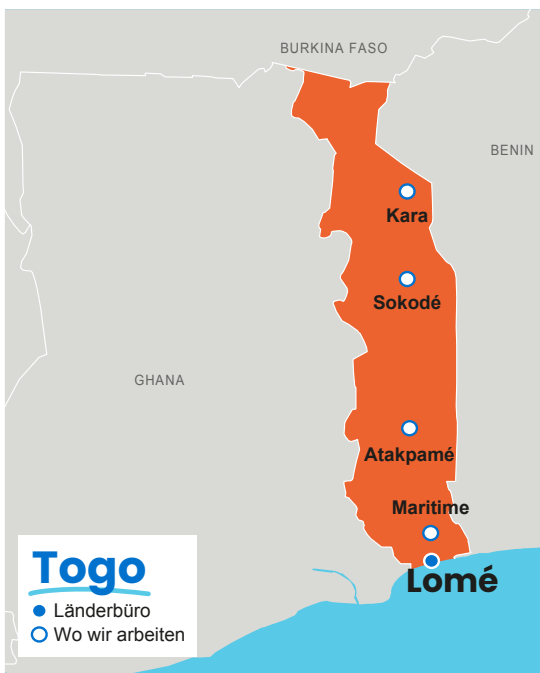 BURKINA FASO
BENIN
Kara
Sokodé
GHANA
Atakpamé
Maritime
Lomé
Togo
Länderbüro
Wo wir arbeiten